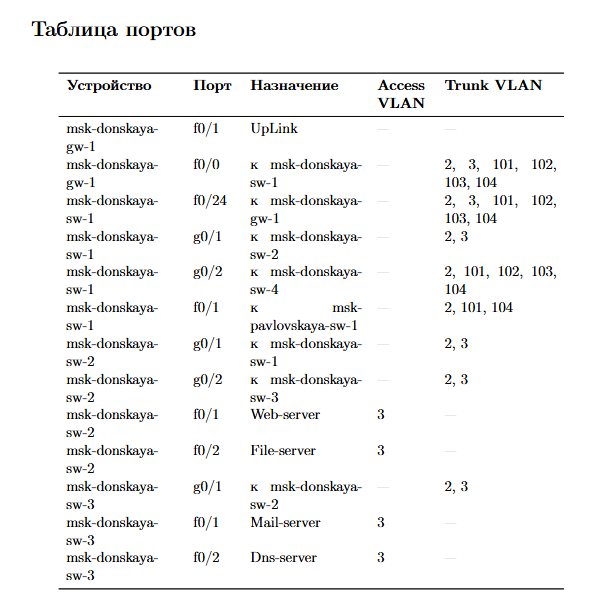 Таблица портов
Устройство Порт Назначение Access Trunk VLAN
VLAN
msk-donskaya- f0/1 UpLink — —
gw-1
msk-donskaya- f0/0 к msk-donskaya- — 2, 3, 101, 102,
gw-1 sw-1 103, 104
msk-donskaya- f0/24 к msk-donskaya- — 2, 3, 101, 102,
sw-1 gw-1 103, 104
msk-donskaya- g0/1 к msk-donskaya- — 2, 3
sw-1 sw-2
msk-donskaya- g0/2 к msk-donskaya- — 2, 101, 102, 103,
sw-1 sw-4 104
msk-donskaya- f0/1 к msk- — 2, 101, 104
sw-1 pavlovskaya-sw-1
msk-donskaya- g0/1 к msk-donskaya- — 2, 3
sw-2 sw-1
msk-donskaya- g0/2 к msk-donskaya- — 2, 3
sw-2 sw-3
msk-donskaya- f0/1 Web-server 3 —
sw-2
msk-donskaya- f0/2 File-server 3 —
sw-2
msk-donskaya- g0/1 к msk-donskaya- — 2, 3
sw-3 sw-2
msk-donskaya- f0/1 Mail-server 3 —
sw-3
msk-donskaya- f0/2 Dns-server 3 —
sw-3